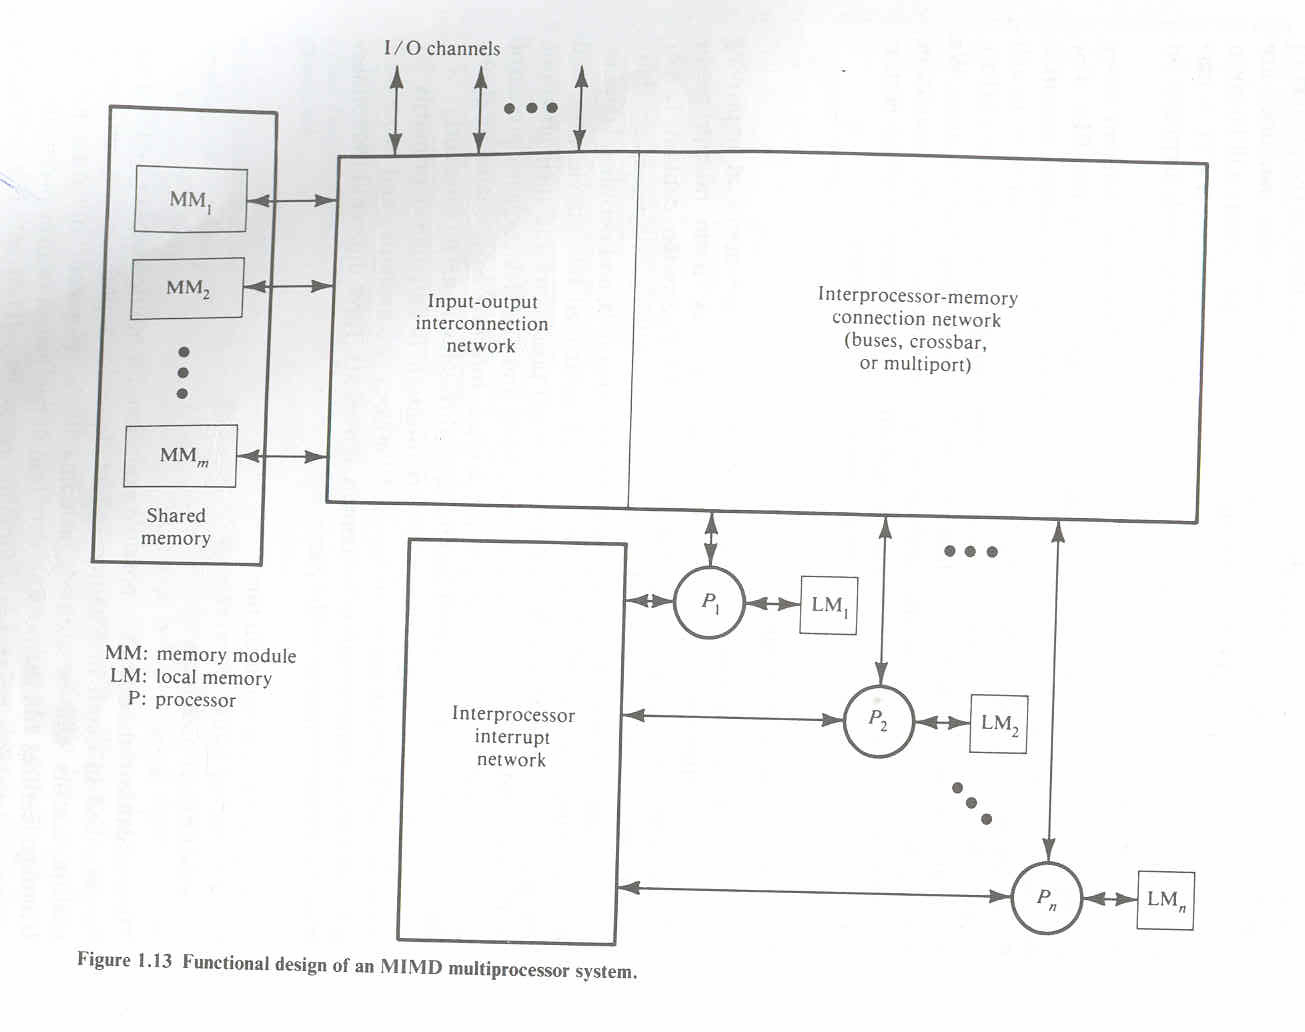 I/O channels
MM1
MM2
MMm
Shared
memory
Input-output
interconnection
network
Interprocessor-memory
connection network
(buses, crossbar,
or multiport)
P1
LM1
P2
LM2
Pn
LMn
Interprocessor
interrupt
network
MM: memory module
LM: local memory
P: processor
Figure 1.13 Functional design of an MIMD multiprocessor system.